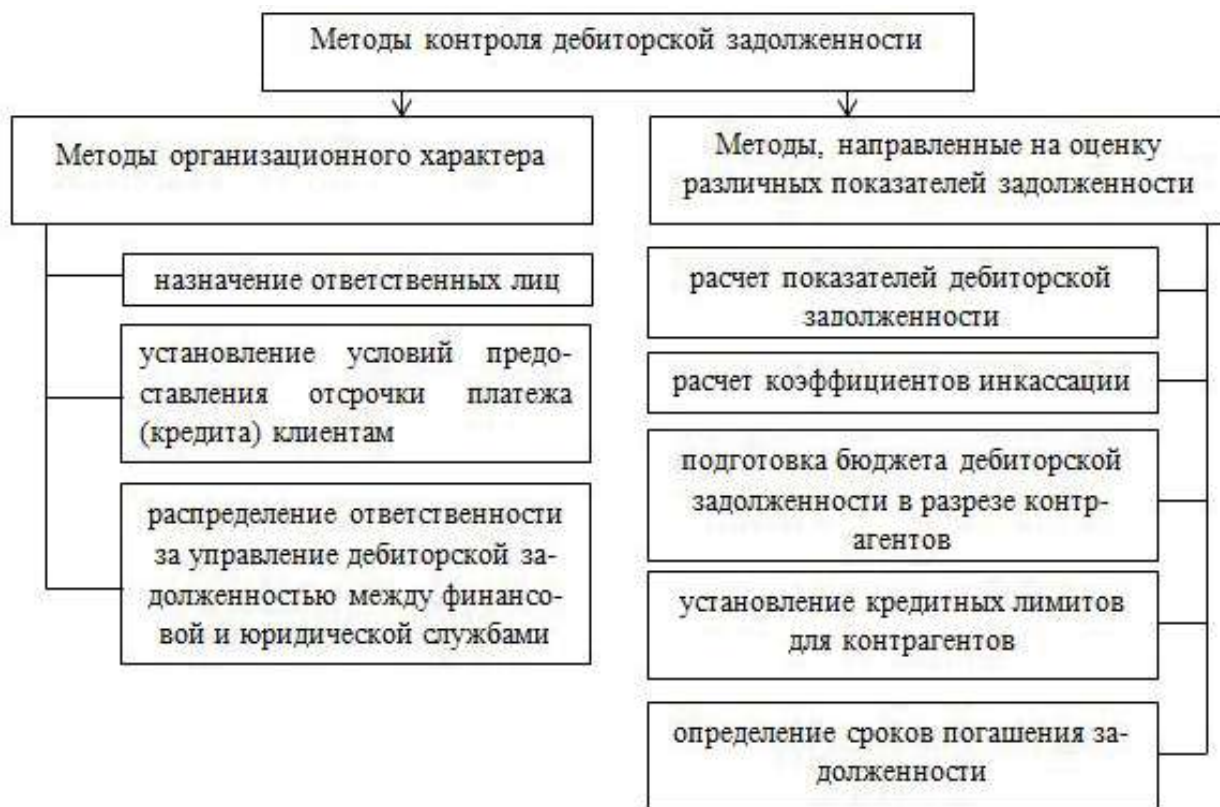 Методы контроля дебиторской задолженности
Методы организационного характера
назначение ответственных лиц
установление условий предо-
ставления отсрочки платежа
(кредита) клиентам
распределение ответственности
за управление дебиторской за-
долженностью между финансо-
вой и юридической службами
Методы, направленные на оценку
различных показателей задолженности
расчет показателей дебиторской
задолженности
расчет коэффициентов инкассации
подготовка бюджета дебиторской
задолженности в разрезе контр-
агентов
установление кредитных лимитов
для контрагентов
определение сроков погашения за-
долженности